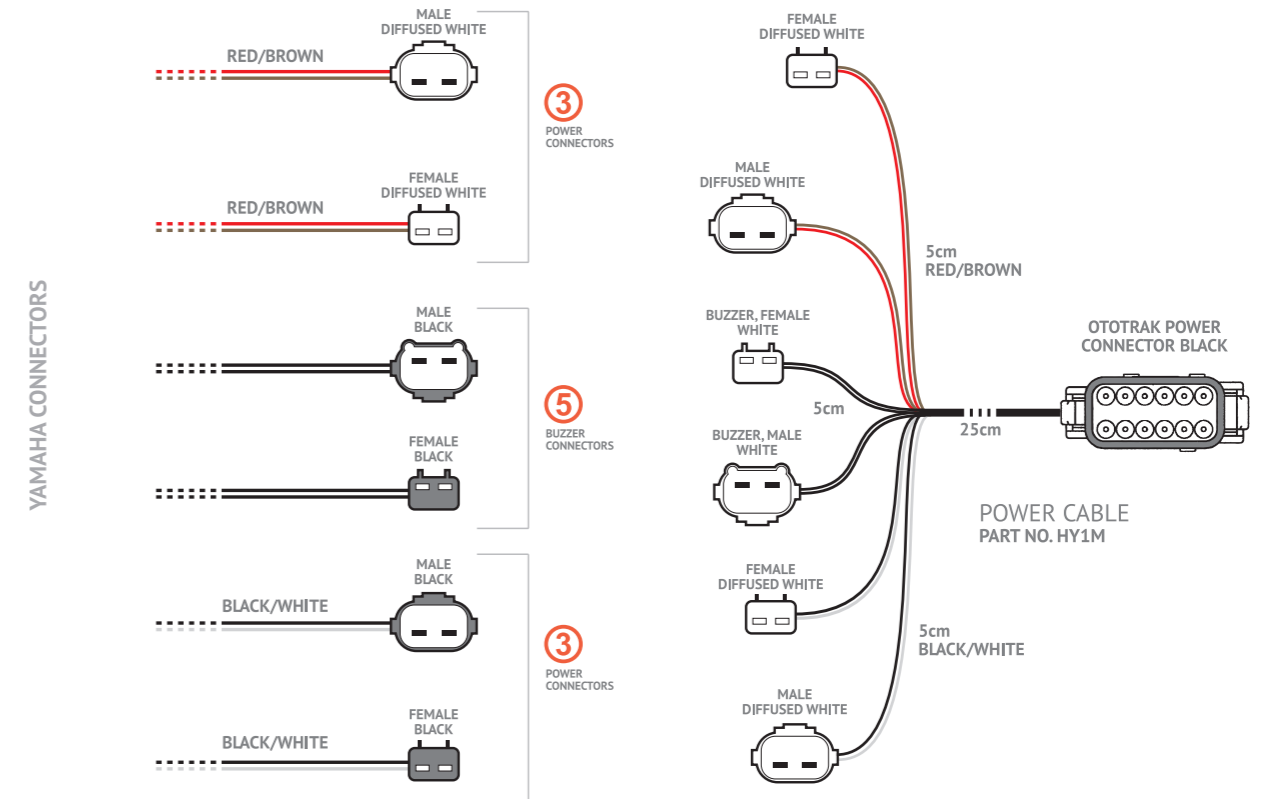 YAMAHA CONNECTORS
MALE
DIFFUSED WHITE
RED/BROWN
3
POWER
CONNECTORS
FEMALE
DIFFUSED WHITE
RED/BROWN
MALE
BLACK
5
BUZZER
CONNECTORS
FEMALE
BLACK
MALE
BLACK
BLACK/WHITE
3
POWER
CONNECTORS
FEMALE
BLACK
BLACK/WHITE
FEMALE
DIFFUSED WHITE
MALE
DIFFUSED WHITE
5cm
RED/BROWN
BUZZER, FEMALE
WHITE
5cm
BUZZER, MALE
WHITE
FEMALE
DIFFUSED WHITE
5cm
BLACK/WHITE
MALE
DIFFUSED WHITE
25cm
OTOTRAK POWER
CONNECTOR BLACK
POWER CABLE
PART NO. HY1M